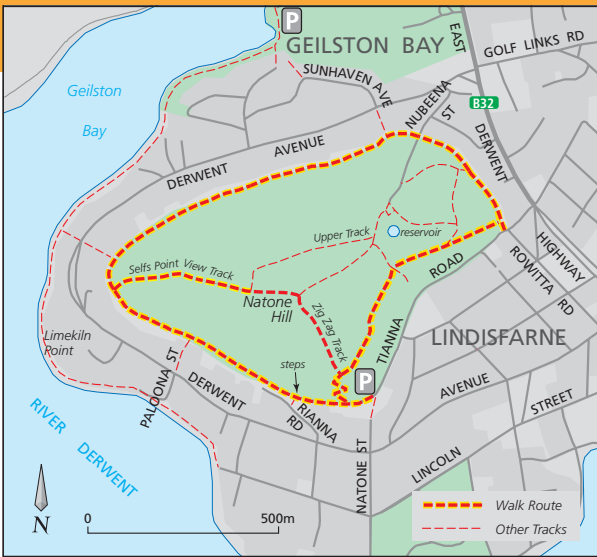 P
GEILSTON BAY
EAST
GOLF LINKS RD
SUNHAVEN AVE
Geilston
Bay
NUBEENA
ST
B32
DERWENT
HIGHWAY
DERWENT
AVENUE
Upper Track
reservoir
Selfs Point View Track
ROAD
TIANNA
ROWITTA RD
Natone
Hill
Zig Zag Track
LINDISFARNE
Limekiln
Point
steps
P
PALOONA ST
DERWENT
RIANNA
RD
AVENUE
STREET
LINCOLN
NATONE ST
RIVER
DERWENT
N
0
500m
Walk Route
Other Tracks